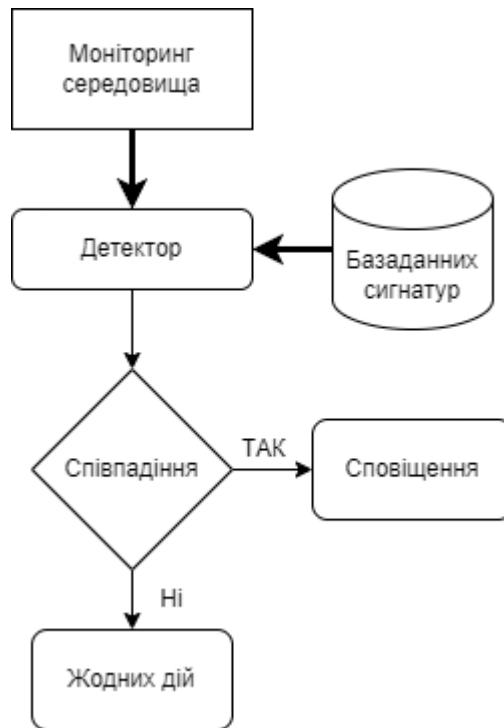 Моніторинг
середовища
Детектор
Базаданних
сигнатур
Співпадіння
ТАК
Сповіщення
Ні
Жодних дій